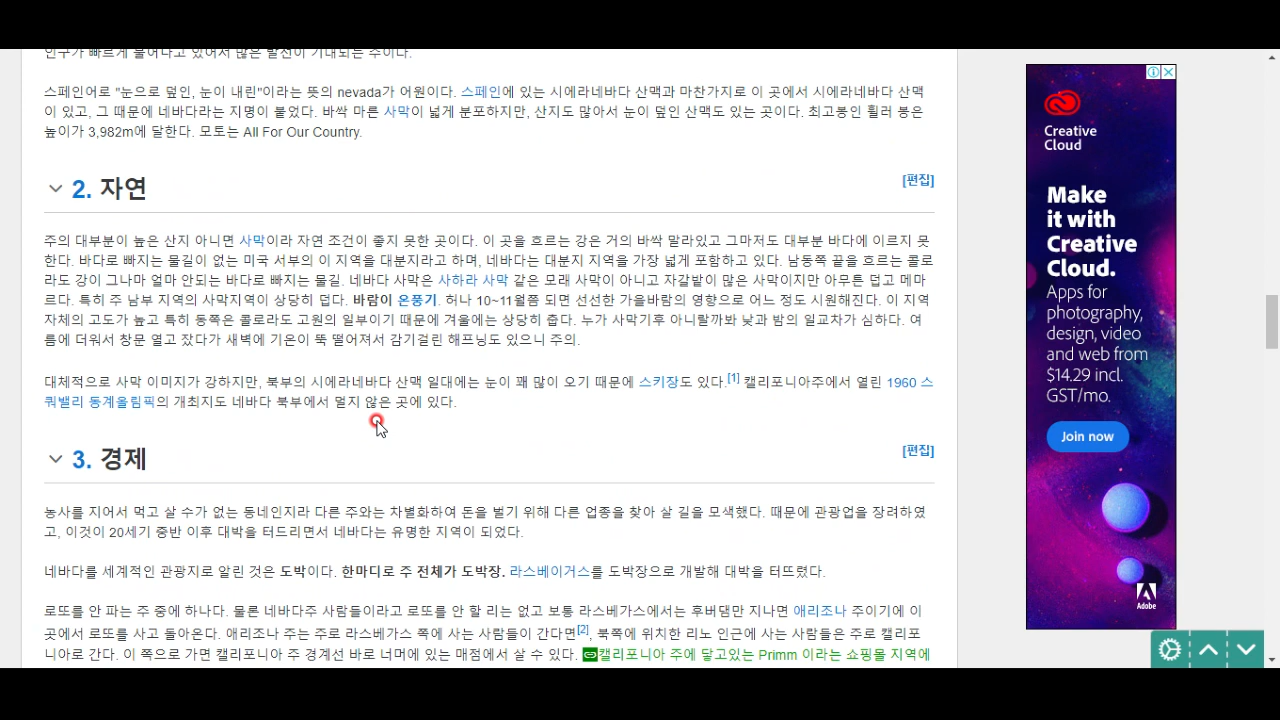 인구가 빠르게 불어나고 있어서 많은 발전이 기대되는 주이다.
스페인어로 "눈으로 덮인, 눈이 내린"이라는 뜻의 nevada가 어원이다. 스페인에 있는 시에라네바다 산맥과 마찬가지로 이 곳에서 시에라네바다 산맥
이 있고, 그 때문에 네바다라는 지명이 붙었다. 바싹 마른 사막이 넓게 분포하지만, 산지도 많아서 눈이 덮인 산맥도 있는 곳이다. 최고봉인 휠러 봉은
높이가 3,982m에 달한다. 모토는 All For Our Country.
2. 자연
[편집]
주의 대부분이 높은 산지 아니면 사막이라 자연 조건이 좋지 못한 곳이다. 이 곳을 흐르는 강은 거의 바싹 말라있고 그마저도 대부분 바다에 이르지 못
한다. 바다로 빠지는 물길이 없는 미국 서부의 이 지역을 대분지라고 하며, 네바다는 대분지 지역을 가장 넓게 포함하고 있다. 남동쪽 끝을 흐르는 콜로
라도 강이 그나마 얼마 안되는 바다로 빠지는 물길. 네바다 사막은 사하라 사막 같은 모래 사막이 아니고 자갈밭이 많은 사막이지만 아무튼 덥고 메마
르다. 특히 주 남부 지역의 사막지역이 상당히 덥다. 바람이 온풍기. 허나 10~11월쯤 되면 선선한 가을바람의 영향으로 어느 정도 시원해진다. 이 지역
자체의 고도가 높고 특히 동쪽은 콜로라도 고원의 일부이기 때문에 겨울에는 상당히 춥다. 누가 사막기후 아니랄까봐 낮과 밤의 일교차가 심하다. 여
름에 더워서 창문 열고 잤다가 새벽에 기온이 뚝 떨어져서 감기걸린 해프닝도 있으니 주의.
대체적으로 사막 이미지가 강하지만, 북부의 시에라네바다 산맥 일대에는 눈이 꽤 많이 오기 때문에 스키장도 있다.[1] 캘리포니아주에서 열린 1960 스
쿼밸리 동계올림픽의 개최지도 네바다 북부에서 멀지 않은 곳에 있다.
3. 경제
[편집]
농사를 지어서 먹고 살 수가 없는 동네인지라 다른 주와는 차별화하여 돈을 벌기 위해 다른 업종을 찾아 살 길을 모색했다. 때문에 관광업을 장려하였
고, 이것이 20세기 중반 이후 대박을 터드리면서 네바다는 유명한 지역이 되었다.
네바다를 세계적인 관광지로 알린 것은 도박이다. 한마디로 주 전체가 도박장. 라스베이거스를 도박장으로 개발해 대박을 터뜨렸다.
로또를 안 파는 주 중에 하나다. 물론 네바다주 사람들이라고 로또를 안 할 리는 없고 보통 라스베가스에서는 후버댐만 지나면 애리조나 주이기에 이
곳에서 로또를 사고 돌아온다. 애리조나 주는 주로 라스베가스 쪽에 사는 사람들이 간다면[2], 북쪽에 위치한 리노 인근에 사는 사람들은 주로 캘리포
니아로 간다. 이 쪽으로 가면 캘리포니아 주 경계선 바로 너머에 있는 매점에서 살 수 있다. 캘리포니아 주에 닿고있는 Primm 이라는 쇼핑몰 지역에
Creative
Cloud
Make
it with
Creative
Cloud.
Apps for
photography,
design, video
and web from
$14.29 incl.
GST/mo.
Join now
Adobe